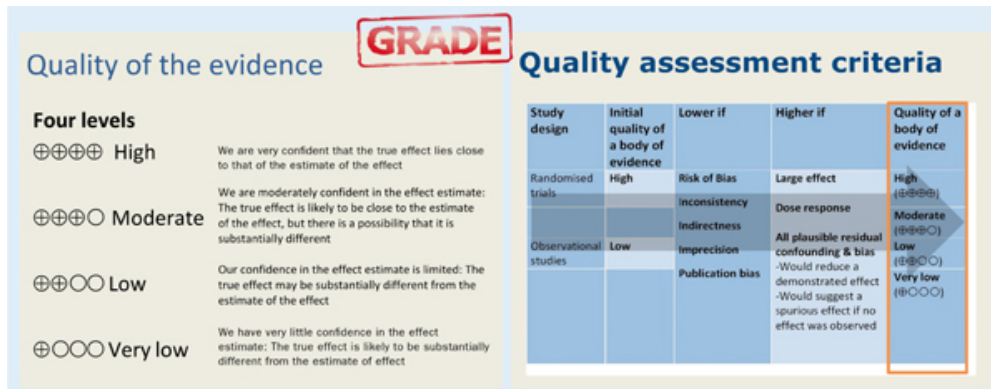 GRADE
Quality of the evidence
Four levels
⊕⊕⊕⊕ High
We are very confident that the true effect lies close
to that of the estimate of the effect
⊕⊕⊕○ Moderate
We are moderately confident in the effect estimate:
The true effect is likely to be close to the estimate
of the effect, but there is a possibility that it is
substantially different
⊕⊕○○ Low
Our confidence in the effect estimate is limited: The
true effect may be substantially different from the
estimate of the effect
⊕○○○ Very low
We have very little confidence in the effect
estimate: The true effect is likely to be substantially
different from the estimate of effect
Quality assessment criteria
Study
design
Initial
quality of
a body of
evidence
Lower if
Higher if
Quality of a
body of
evidence
Randomised
trials
High
Risk of Bias
Inconsistency
Indirectness
Imprecision
Publication bias
Large effect
Dose response
All plausible residual
confounding & bias
-Would reduce a
demonstrated effect
-Would suggest a
spurious effect if no
effect was observed
High
(⊕⊕⊕⊕)
Moderate
(⊕⊕⊕○)
Low
(⊕⊕○○)
Very low
(⊕○○○)
Observational
studies
Low